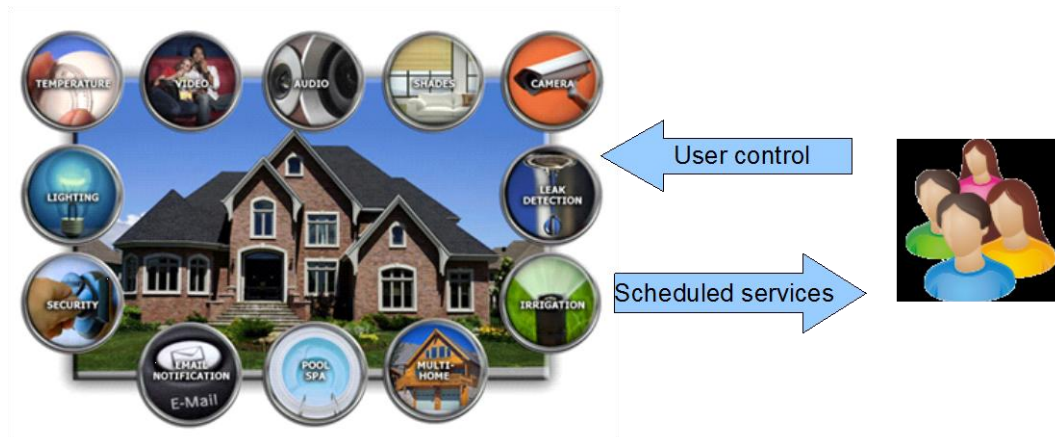 TEMPERATURE
VIDEO
AUDIO
SHADES
CAMERA
LIGHTING
LEAK
DETECTION
SECURITY
IRRIGATION
EMAIL
NOTIFICATION
E-Mail
POOL
SPA
MULTI-
HOME
User control
Scheduled services